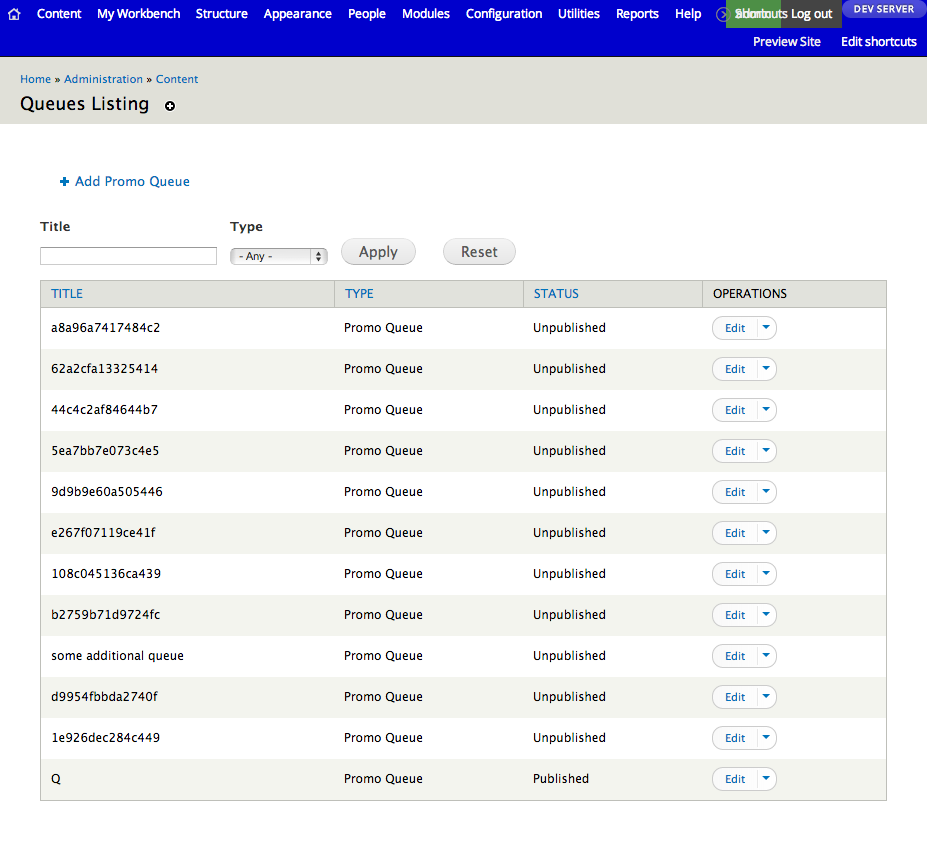 Content My Workbench Structure Appearance People Modules Configuration Utilities Reports Help Shortcuts Log out DEV SERVER
Preview Site Edit shortcuts
Home » Administration » Content
Queues Listing
Add Promo Queue
Title Type
- Any - Apply Reset
TITLE TYPE STATUS OPERATIONS
a8a96a7417484c2 Promo Queue Unpublished Edit
62a2cfa13325414 Promo Queue Unpublished Edit
44c4c2af84644b7 Promo Queue Unpublished Edit
5ea7bb7e073c4e5 Promo Queue Unpublished Edit
9d9b9e60a505446 Promo Queue Unpublished Edit
e267f07119ce41f Promo Queue Unpublished Edit
108c045136ca439 Promo Queue Unpublished Edit
b2759b71d9724fc Promo Queue Unpublished Edit
some additional queue Promo Queue Unpublished Edit
d9954fbbda2740f Promo Queue Unpublished Edit
1e926dec284c449 Promo Queue Unpublished Edit
Q Promo Queue Published Edit